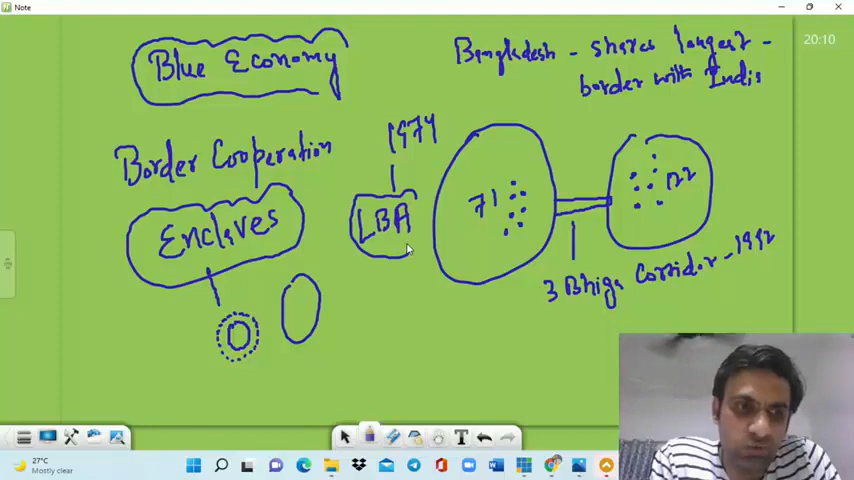 Note
20:10
Blue Economy
Bangladesh - shares longest -
border with India
Border Cooperation
1974
Enclaves
LBA
71
122
3 Bhiga Corridor - 1992
27°C
Mostly clear